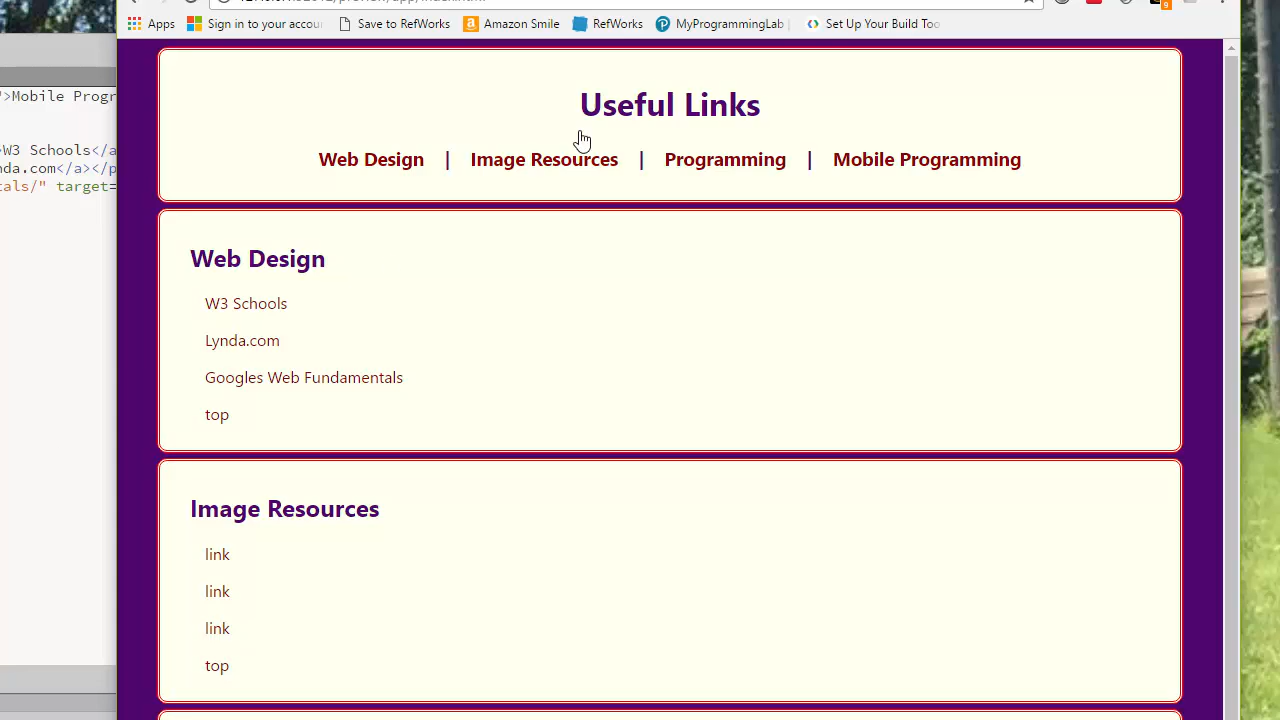 Apps Sign in to your accou Save to RefWorks Amazon Smile RefWorks MyProgrammingLab Set Up Your Build Too
9
">Mobile Progr
>W3 Schools</a
nda.com</a></p
tals/" target=
Useful Links
Web Design | Image Resources | Programming | Mobile Programming
Web Design
W3 Schools
Lynda.com
Googles Web Fundamentals
top
Image Resources
link
link
link
top